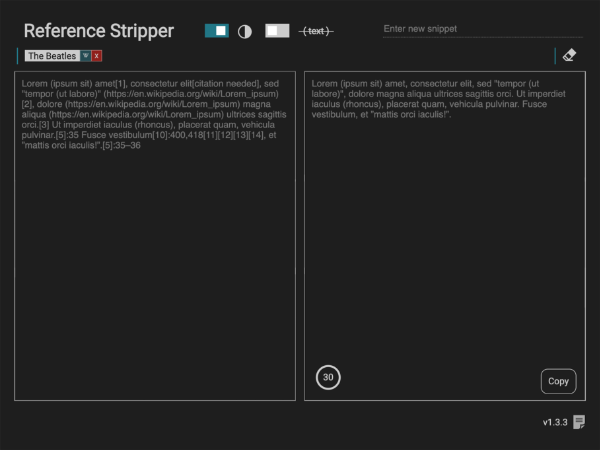 Reference Stripper
(text)
Enter new snippet
The Beatles W x
Lorem (ipsum sit) amet[1], consectetur elit[citation needed], sed
"tempor (ut labore)" (https://en.wikipedia.org/wiki/Lorem_ipsum)
[2], dolore (https://en.wikipedia.org/wiki/Lorem_ipsum) magna
aliqua (https://en.wikipedia.org/wiki/Lorem_ipsum) ultrices sagittis
orci.[3] Ut imperdiet iaculus (rhoncus), placerat quam, vehicula
pulvinar.[5]:35 Fusce vestibulum[10]:400,418[11][12][13][14], et
"mattis orci iaculis!",[5]:35–36
Lorem (ipsum sit) amet, consectetur elit, sed "tempor (ut
labore)", dolore magna aliqua ultrices sagittis orci. Ut imperdiet
iaculus (rhoncus), placerat quam, vehicula pulvinar. Fusce
vestibulum, et "mattis orci iaculis!".
30
Copy
v1.3.3